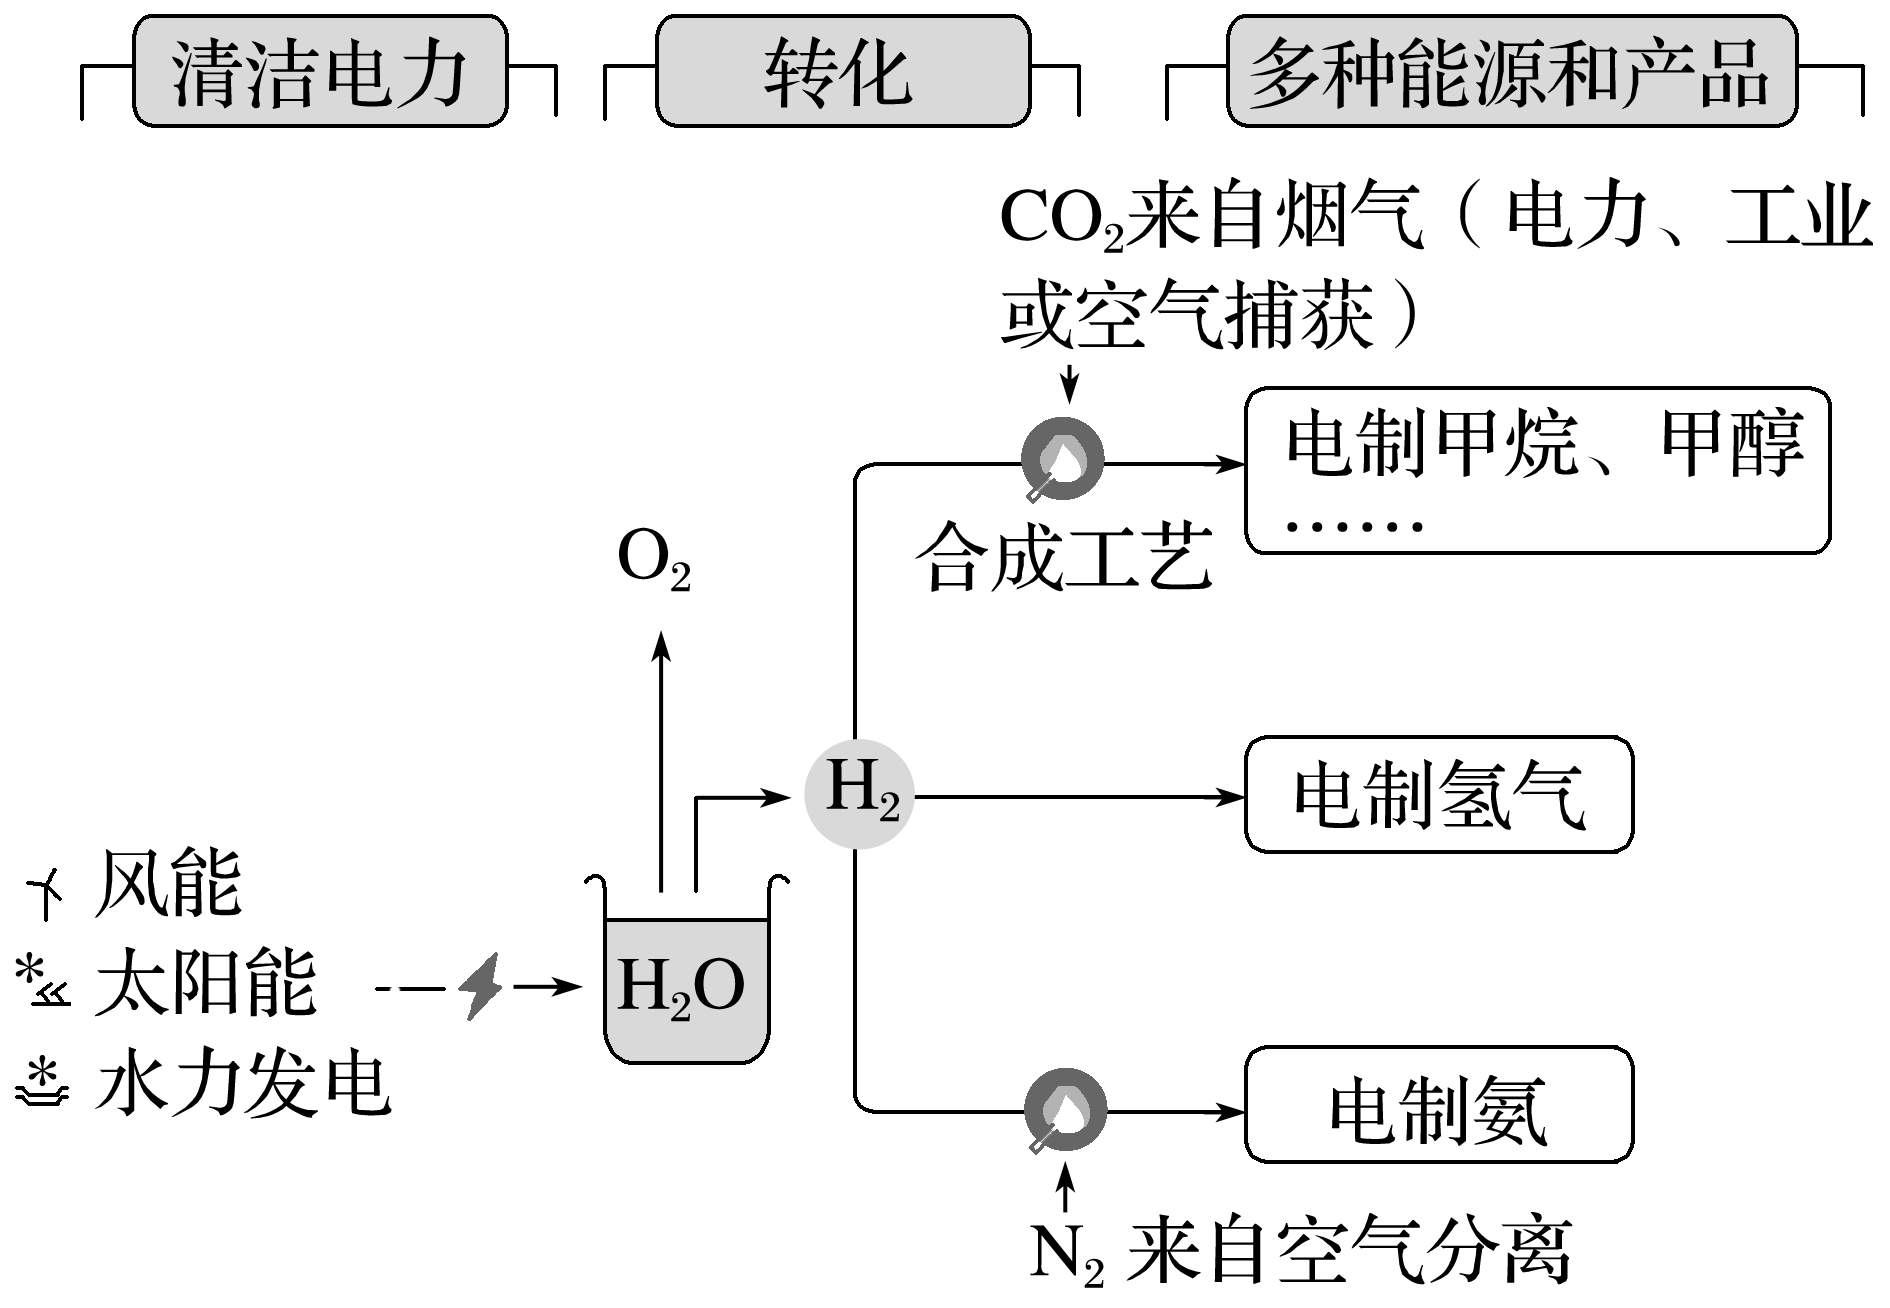 清洁电力
转化
多种能源和产品
CO₂来自烟气（电力、工业
或空气捕获）
电制甲烷、甲醇
……
合成工艺
O₂
H₂
电制氢气
风能
太阳能
水力发电
H₂O
电制氨
N₂ 来自空气分离